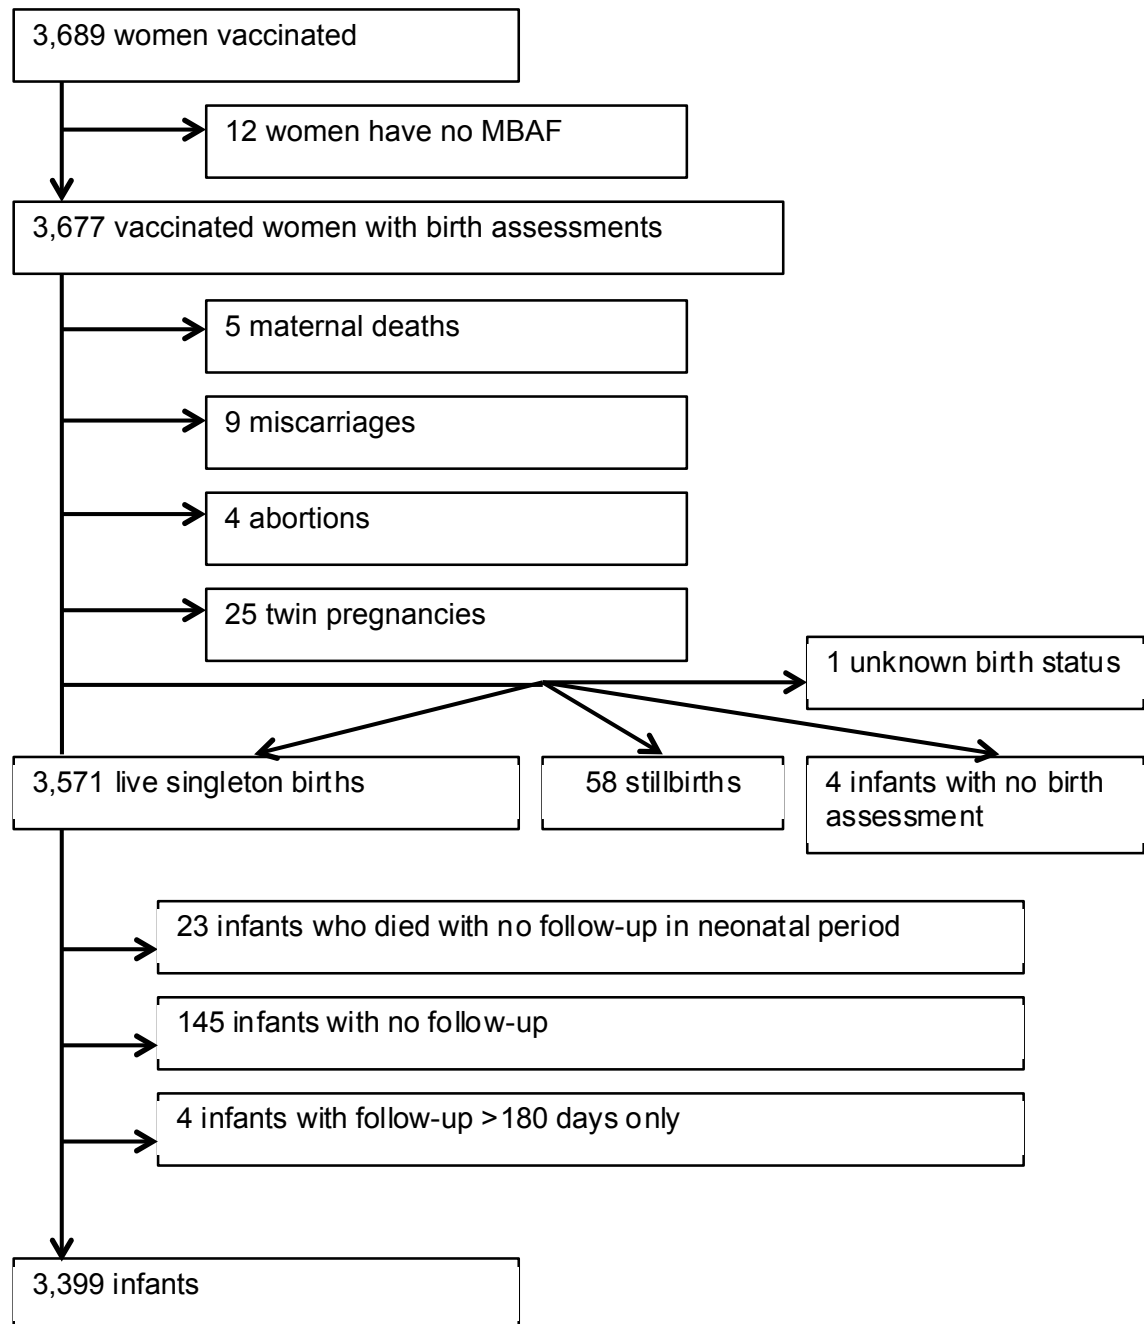 3,689 women vaccinated
12 women have no MBAF
3,677 vaccinated women with birth assessments
5 maternal deaths
9 miscarriages
4 abortions
25 twin pregnancies
1 unknown birth status
3,571 live singleton births
58 stillbirths
4 infants with no birth
assessment
23 infants who died with no follow-up in neonatal period
145 infants with no follow-up
4 infants with follow-up >180 days only
3,399 infants